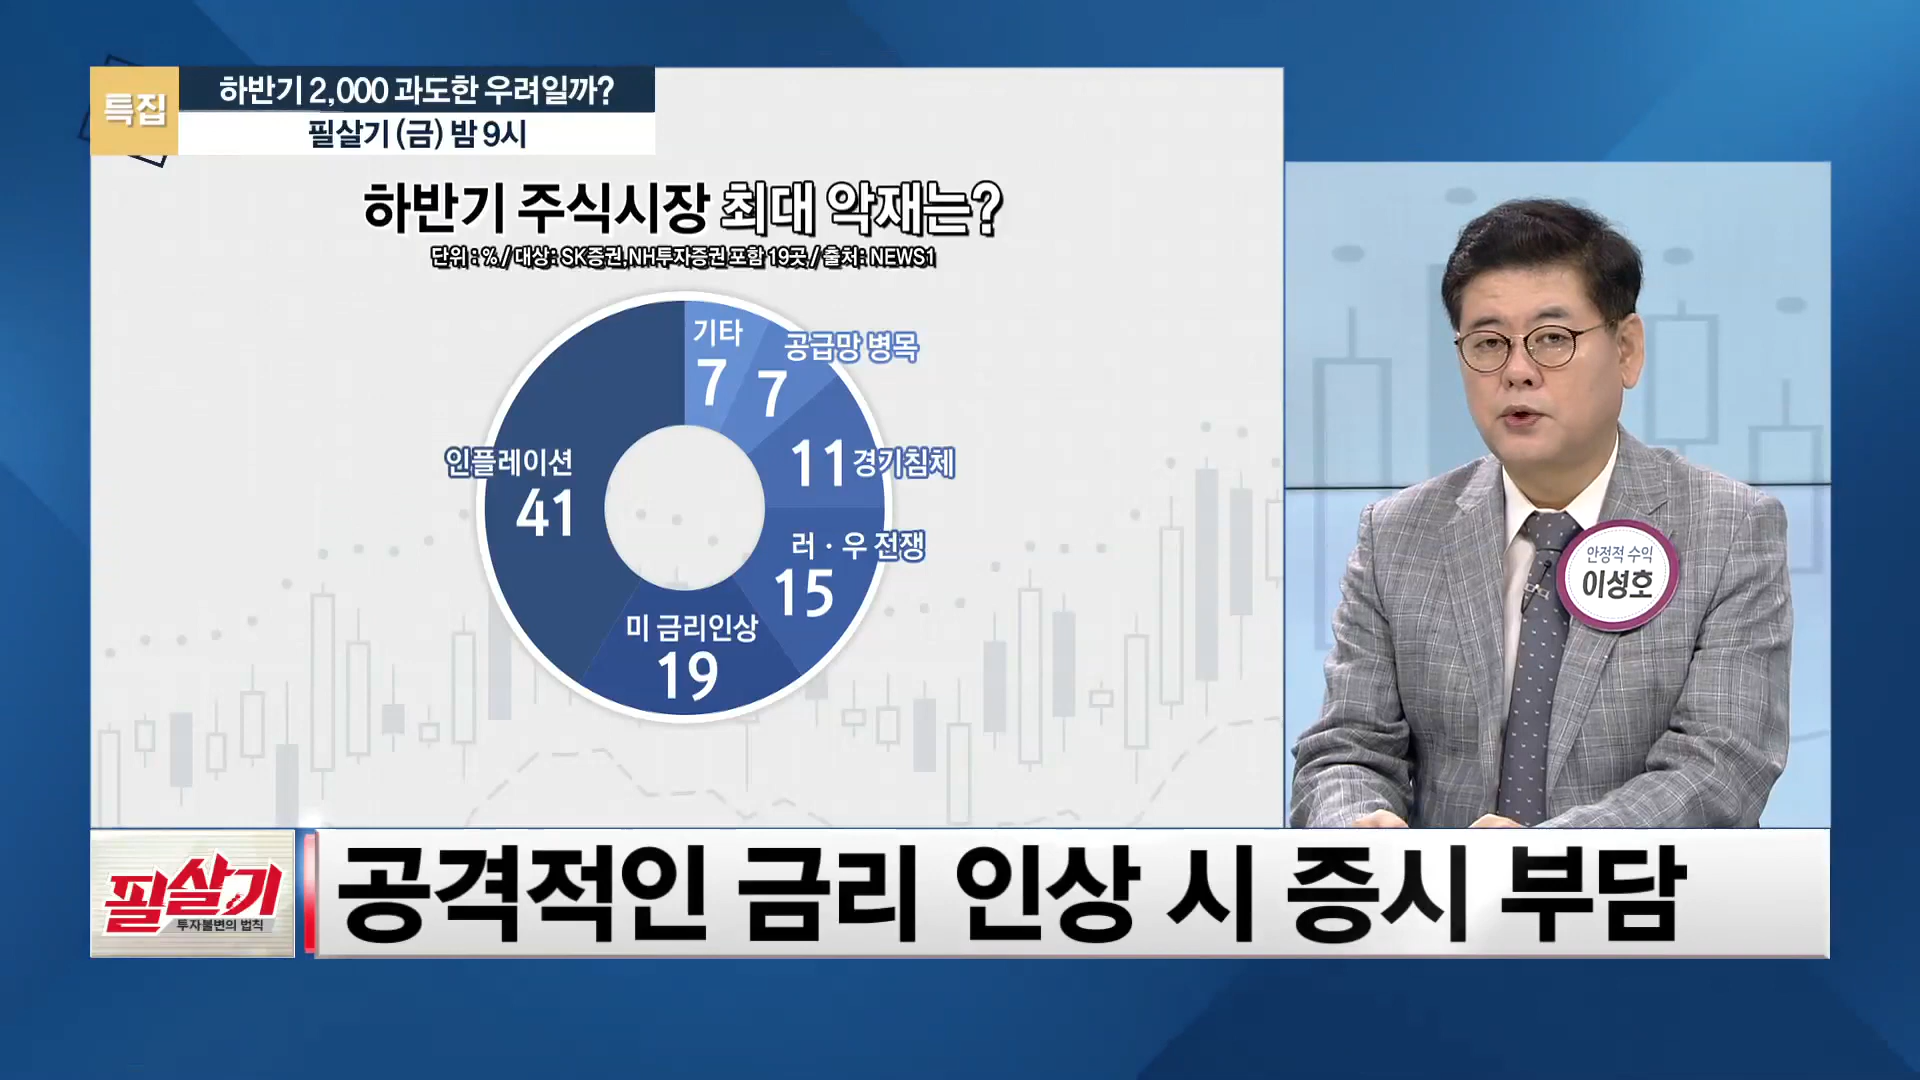 특집
하반기 2,000 과도한 우려일까?
필살기 (금) 밤 9시
하반기 주식시장 최대 악재는?
단위 : % / 대상 : SK증권,NH투자증권 포함 19곳 / 출처 : NEWS1
기타
7
공급망 병목
7
11 경기침체
러·우 전쟁
15
미 금리인상
19
인플레이션
41
안정적 수익
이성호
필살기
투자불변의 법칙
공격적인 금리 인상 시 증시 부담